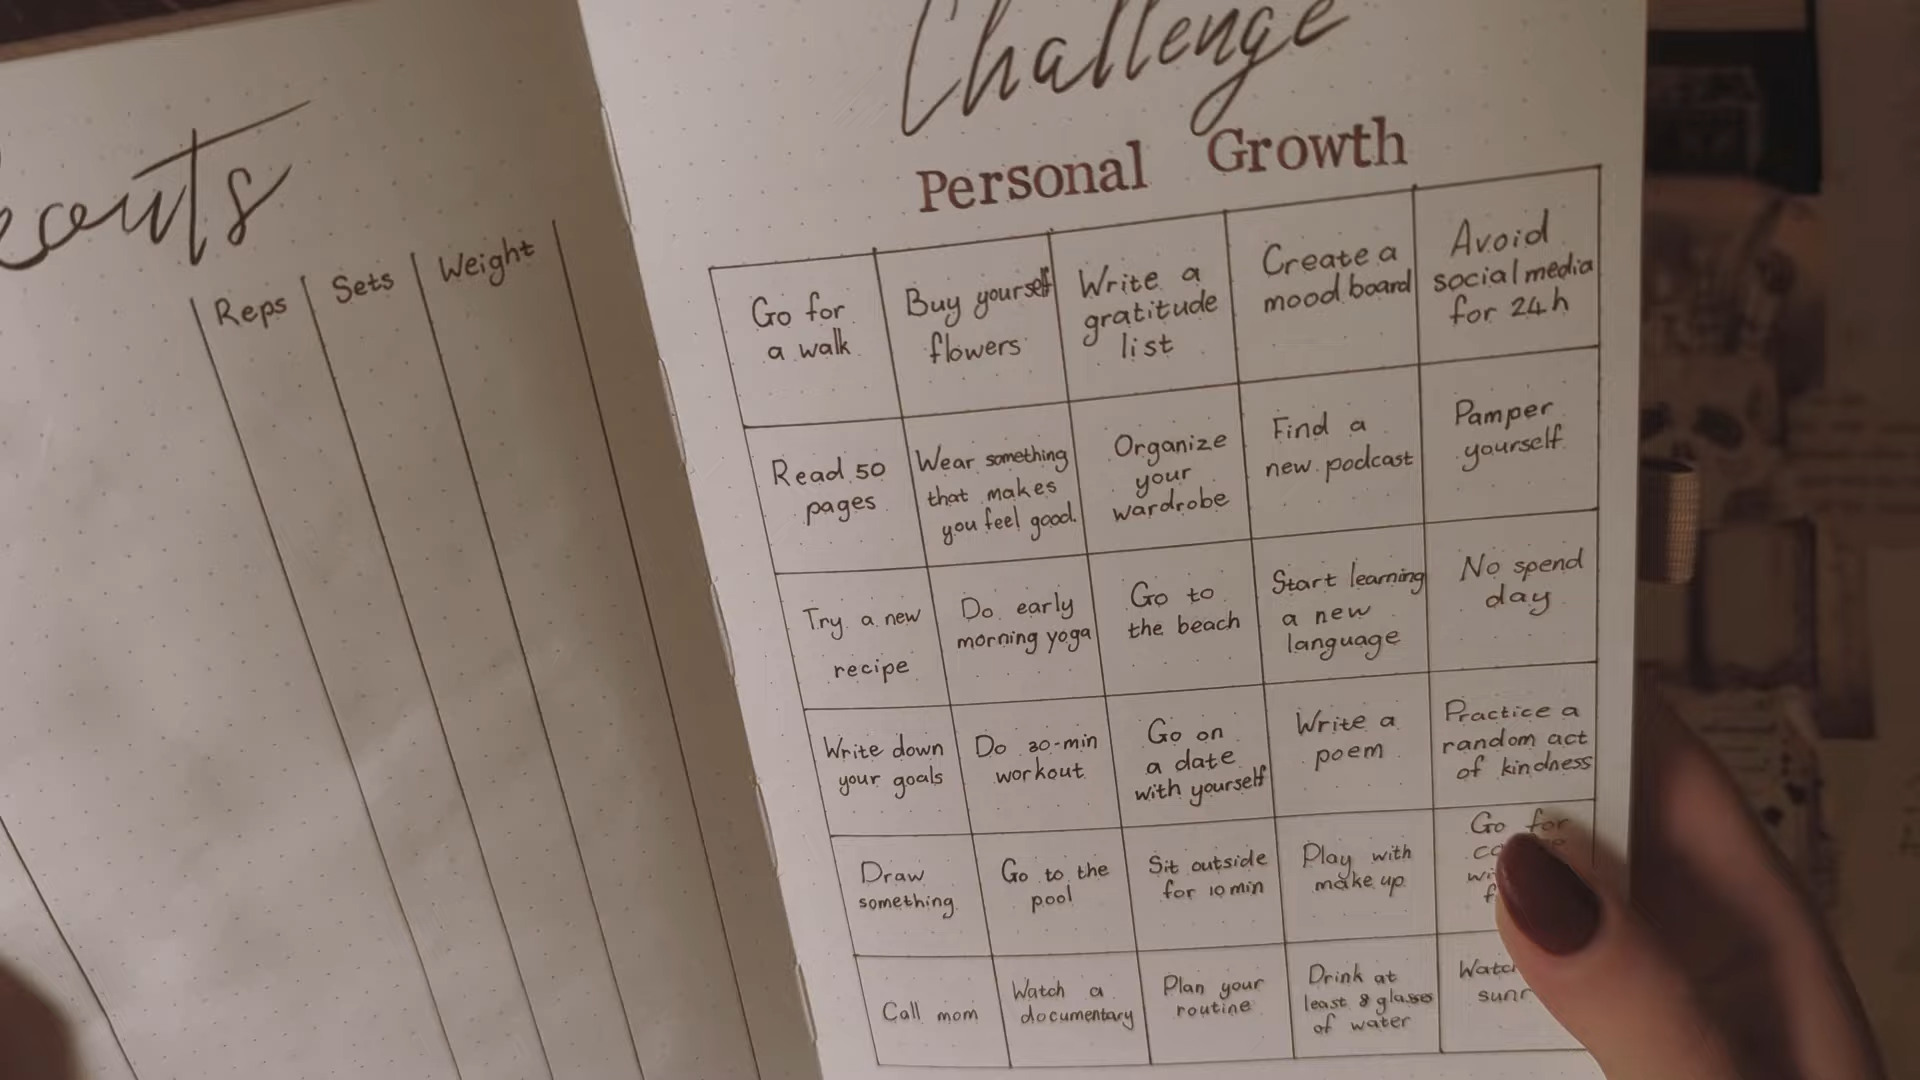 Reps
Sets
Weight
Challenge
Personal Growth
Go for
a walk
Buy yourself
flowers
Write a
gratitude
list
Create a
mood board
Avoid
social media
for 24h
Read 50
pages
Wear something
that makes
you feel good.
Organize
your
wardrobe
Find a
new podcast
Pamper
yourself
Try a new
recipe
Do early
morning yoga
Go to
the beach
Start learning
a new
language
No spend
day
Write down
your goals
Do 30-min
workout
Go on
a date
with yourself
Write a
poem
Practice a
random act
of kindness
Draw
something
Go to the
pool
Sit outside
for 10 min
Play with
make up
Go for
Call mom
Watch a
documentary
Plan your
routine
Drink at
least 8 glasses
of water